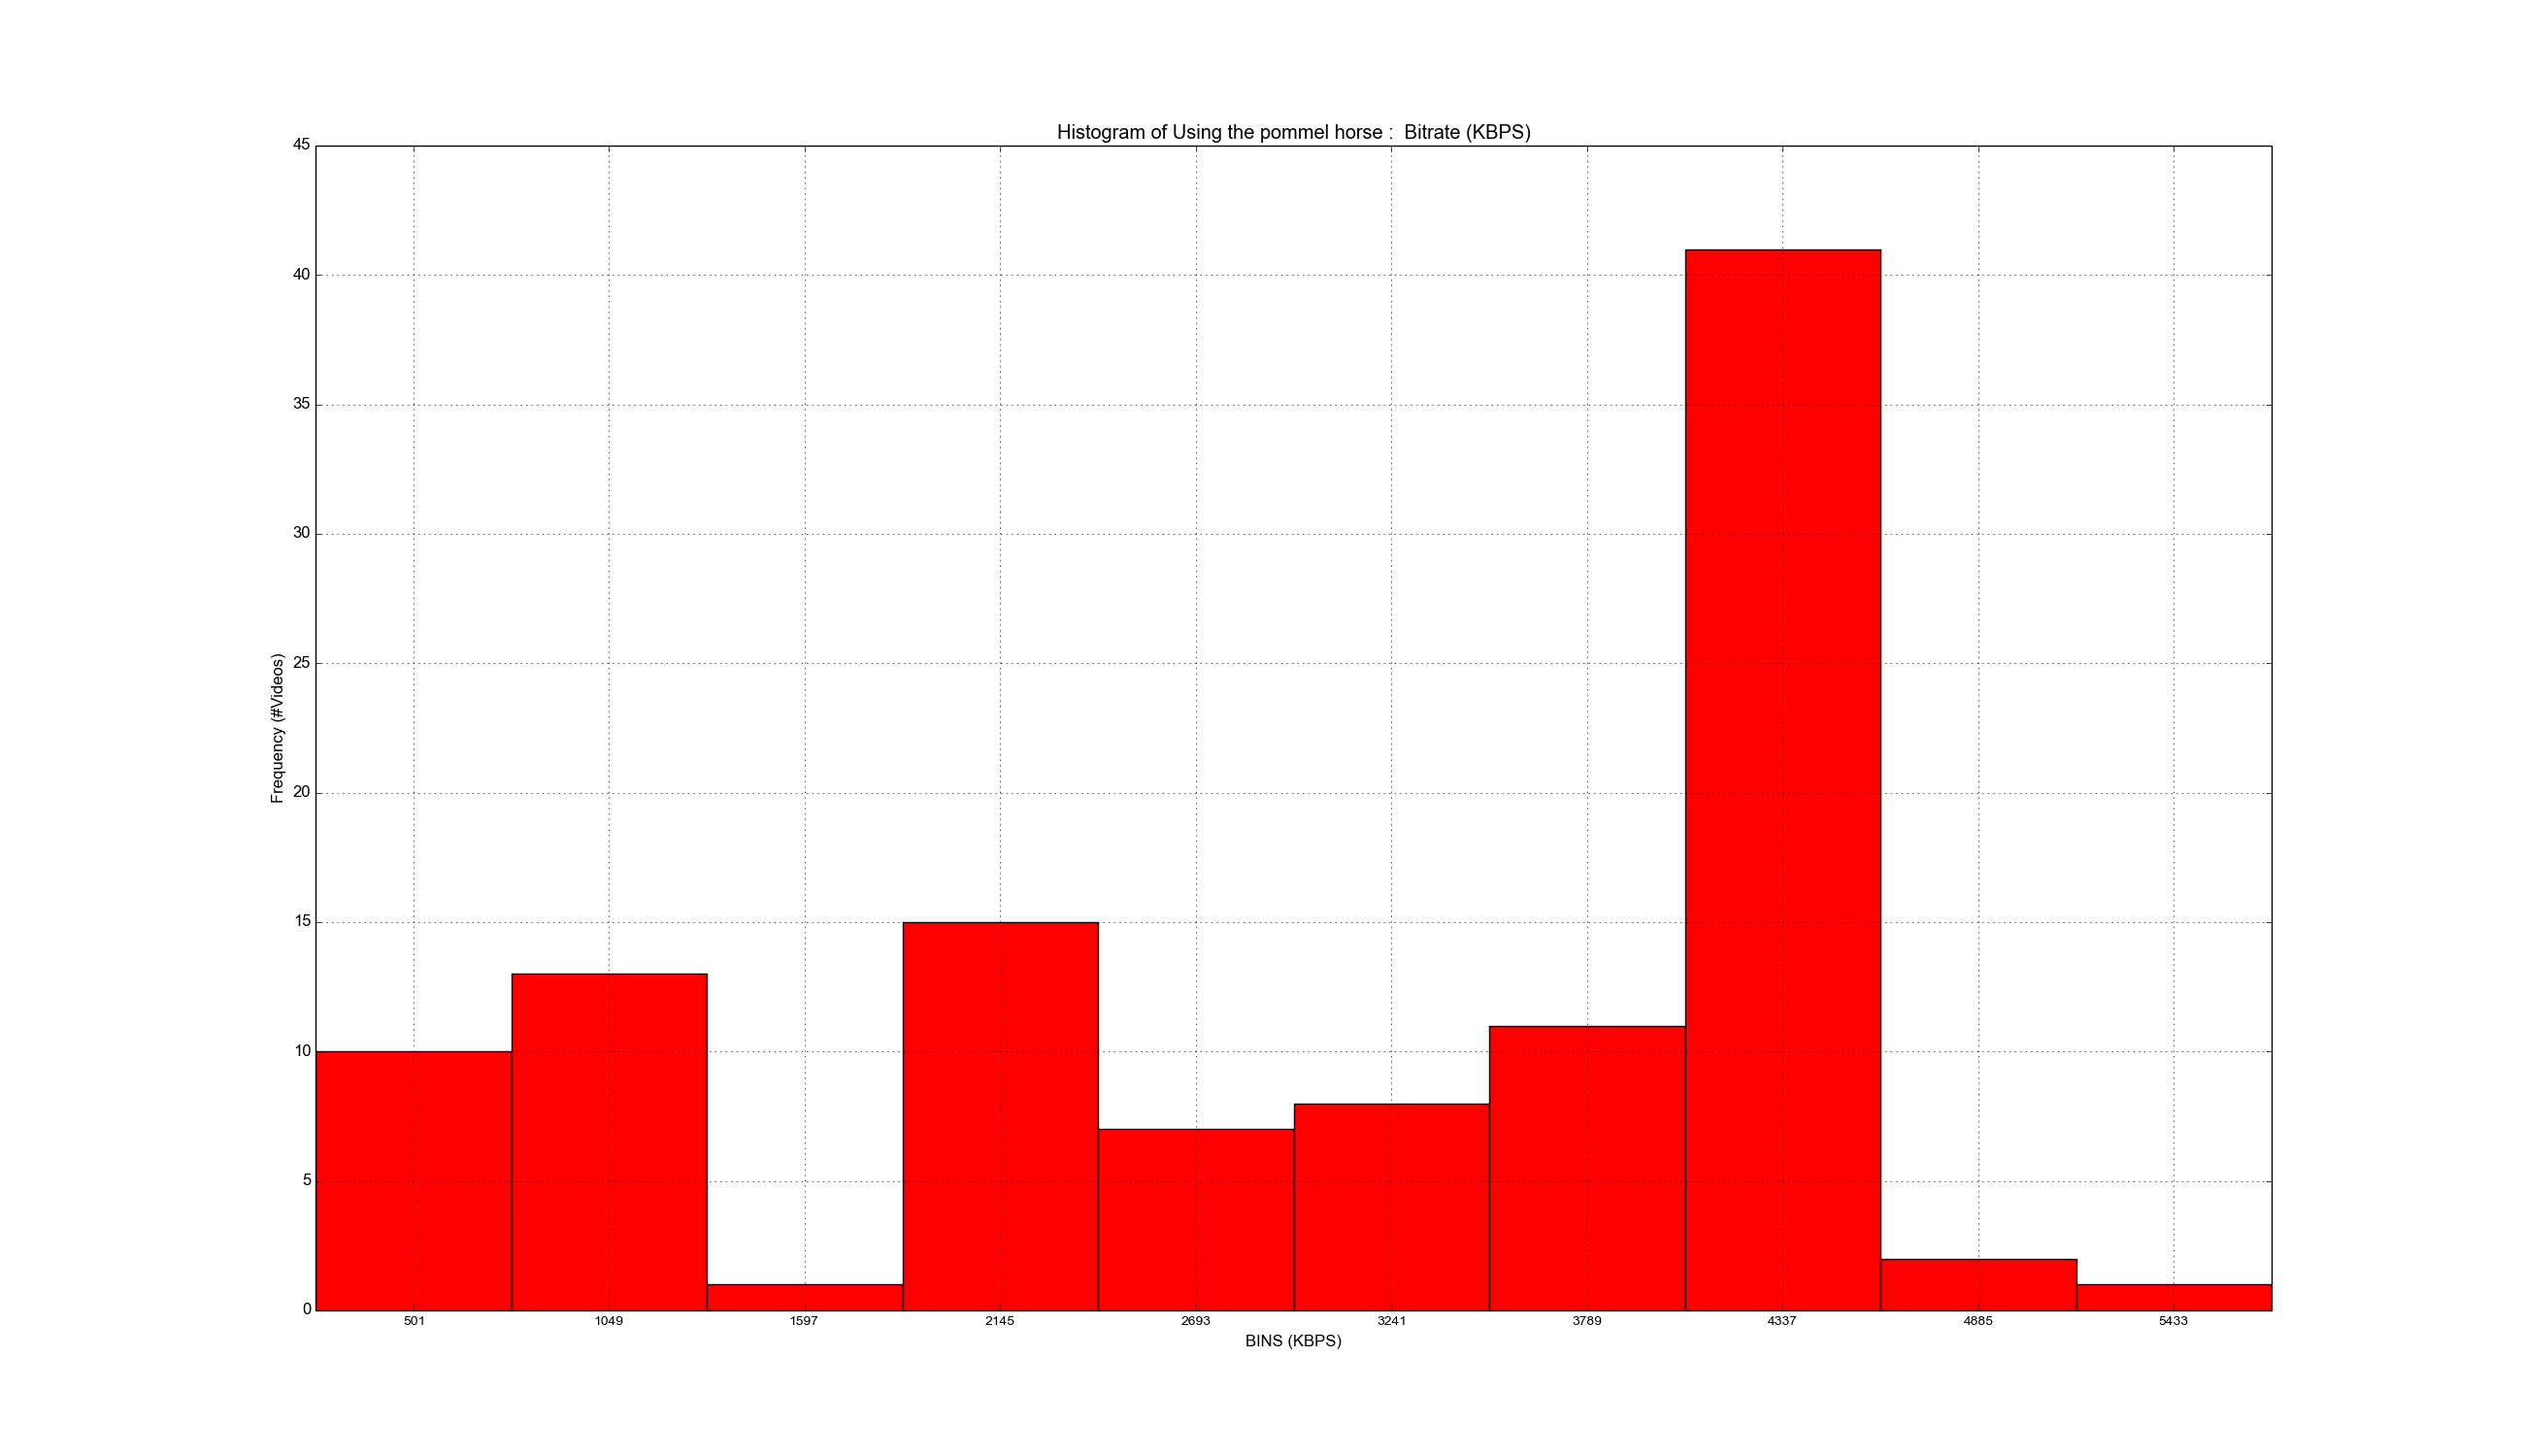 Histogram of Using the pommel horse :  Bitrate (KBPS)
45
40
35
30
25
20
15
10
5
0
Frequency (#Videos)
501 1049 1597 2145 2693 3241 3789 4337 4885 5433
BINS (KBPS)